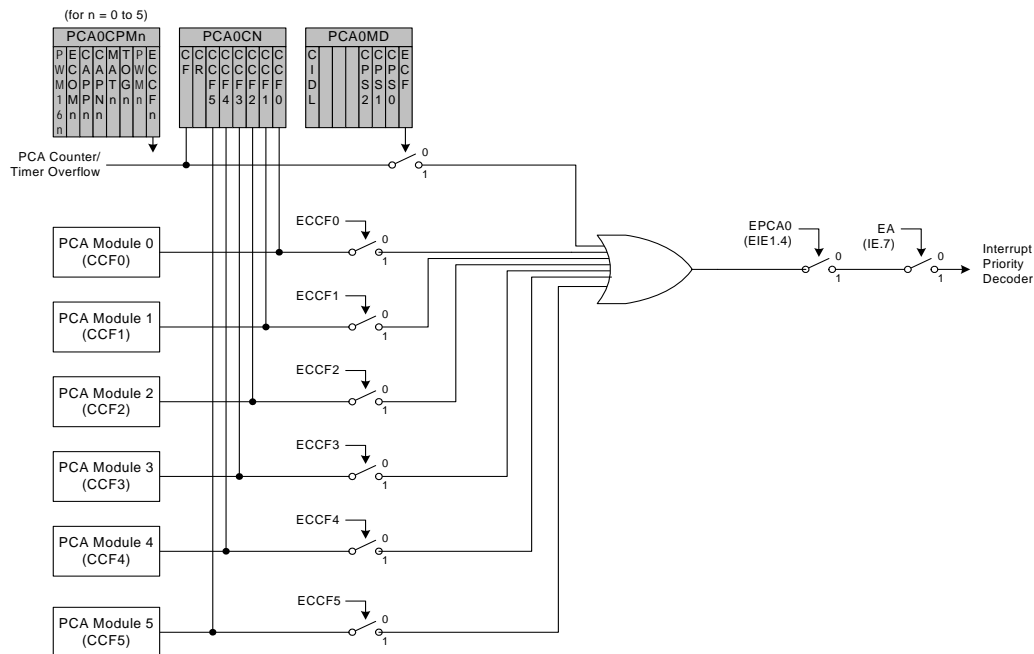 (for n = 0 to 5)
PCA0CPMn
PWM16n
ECOMn
CAPPn
CAPNn
MATn
TOGn
PWMn
ECCFn
PCA0CN
CF
CR
CCF5
CCF4
CCF3
CCF2
CCF1
CCF0
PCA0MD
CIDL
CPS2
CPS1
CPS0
ECF
PCA Counter/
Timer Overflow
0
1
PCA Module 0
(CCF0)
ECCF0
0
1
EPCA0
(EIE1.4)
0
1
EA
(IE.7)
0
1
Interrupt
Priority
Decoder
PCA Module 1
(CCF1)
ECCF1
0
1
PCA Module 2
(CCF2)
ECCF2
0
1
PCA Module 3
(CCF3)
ECCF3
0
1
PCA Module 4
(CCF4)
ECCF4
0
1
PCA Module 5
(CCF5)
ECCF5
0
1